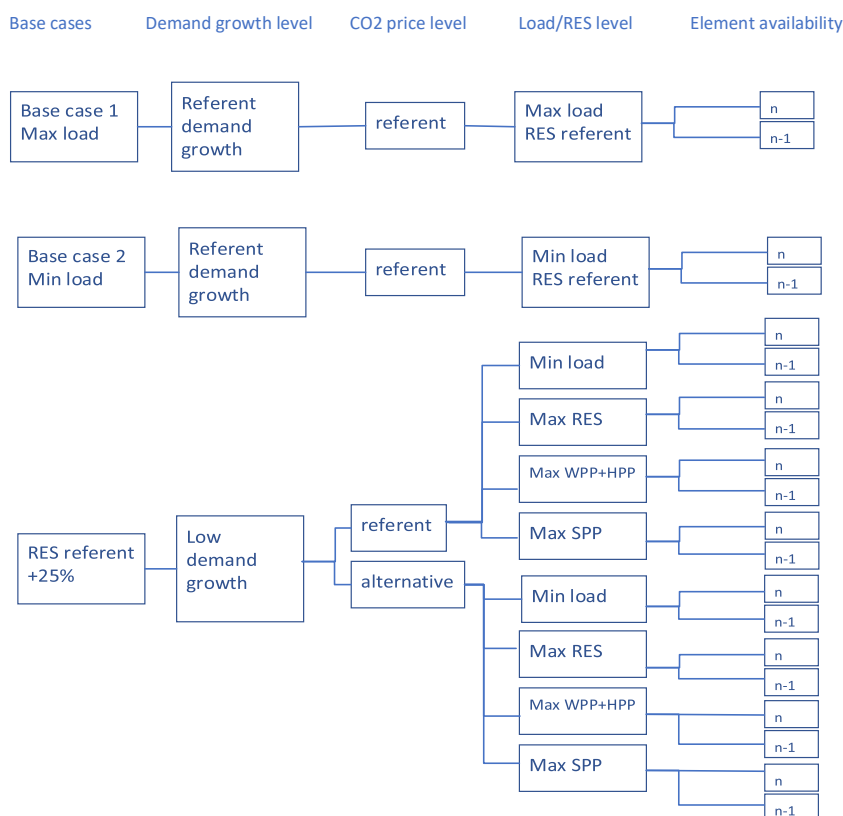 Base cases
Demand growth level
CO2 price level
Load/RES level
Element availability
Base case 1
Max load
Referent
demand
growth
referent
Max load
RES referent
n
n-1
Base case 2
Min load
Referent
demand
growth
referent
Min load
RES referent
n
n-1
RES referent
+25%
Low
demand
growth
referent
Min load
n
n-1
Max RES
n
n-1
Max WPP+HPP
n
n-1
Max SPP
n
n-1
alternative
Min load
n
n-1
Max RES
n
n-1
Max WPP+HPP
n
n-1
Max SPP
n
n-1